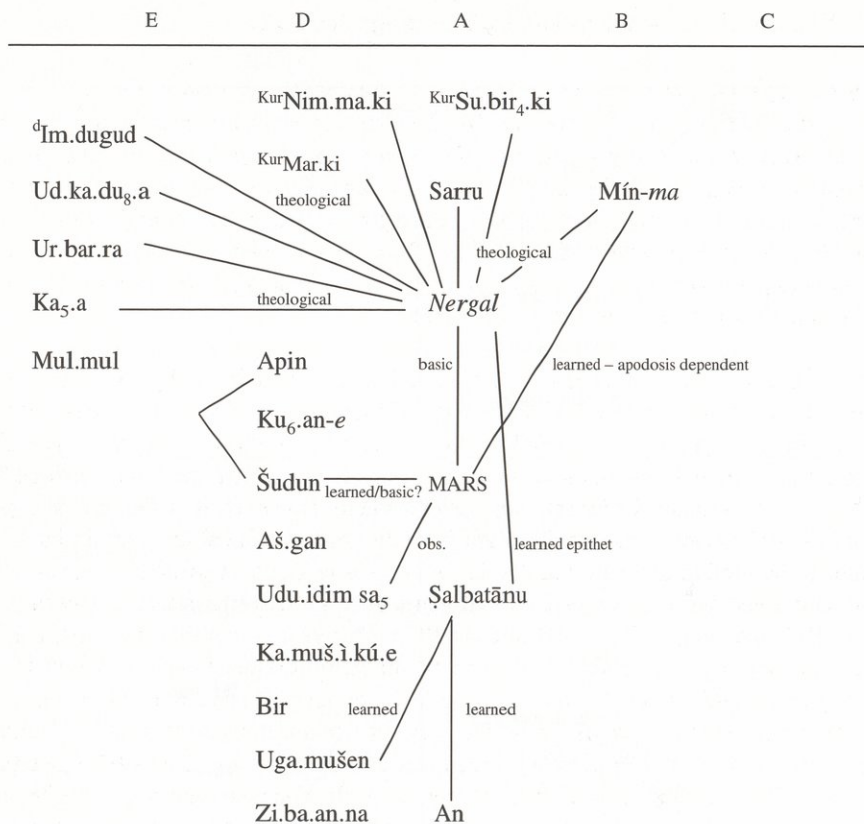 E D A B C
KurNim.ma.ki KurSu.bir₄.ki
dIm.dugud
KurMar.ki
Ud.ka.du₈.a theological Sarru Mín-ma
Ur.bar.ra theological
Ka₅.a theological Nergal
Mul.mul Apin basic learned – apodosis dependent
Ku₆.an-e
Šudun learned/basic? MARS
Aš.gan obs. learned epithet
Udu.idim sa₅ Ṣalbatānu
Ka.muš.ì.kú.e
Bir learned learned
Uga.mušen
Zi.ba.an.na An